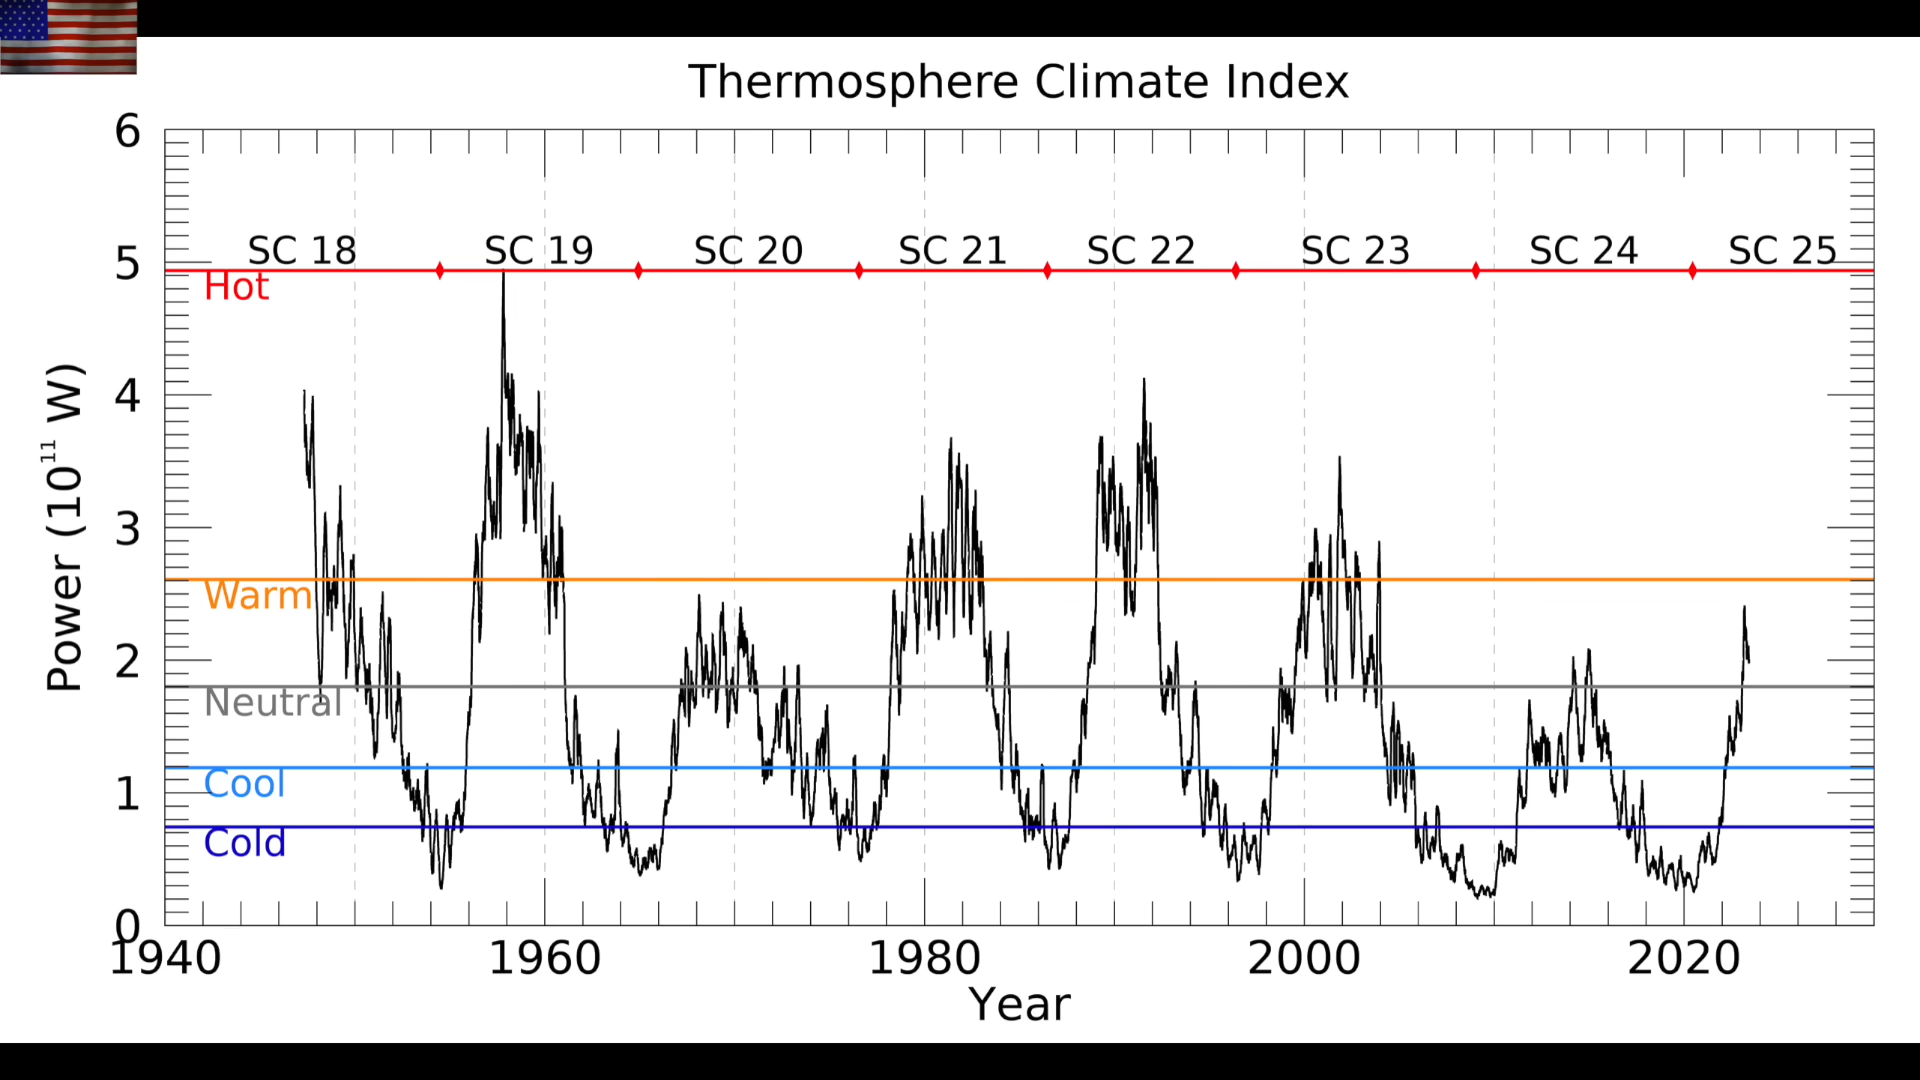 Thermosphere Climate Index
6
5
4
3
2
1
0
Power (10¹¹ W)
SC 18 SC 19 SC 20 SC 21 SC 22 SC 23 SC 24 SC 25
Hot
Warm
Neutral
Cool
Cold
1940 1960 1980 2000 2020
Year